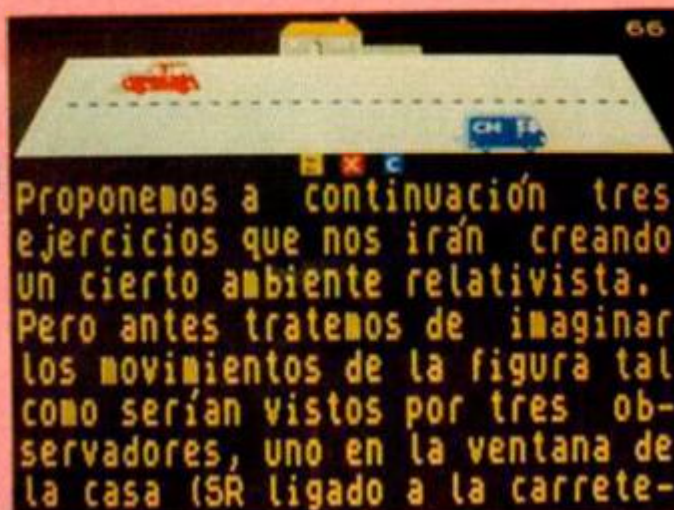 66
CH
Proponemos a continuación tres
ejercicios que nos irán creando
un cierto ambiente relativista.
Pero antes tratemos de imaginar
los movimientos de la figura tal
como serían vistos por tres ob-
servadores, uno en la ventana de
la casa (SR ligado a la carrete-